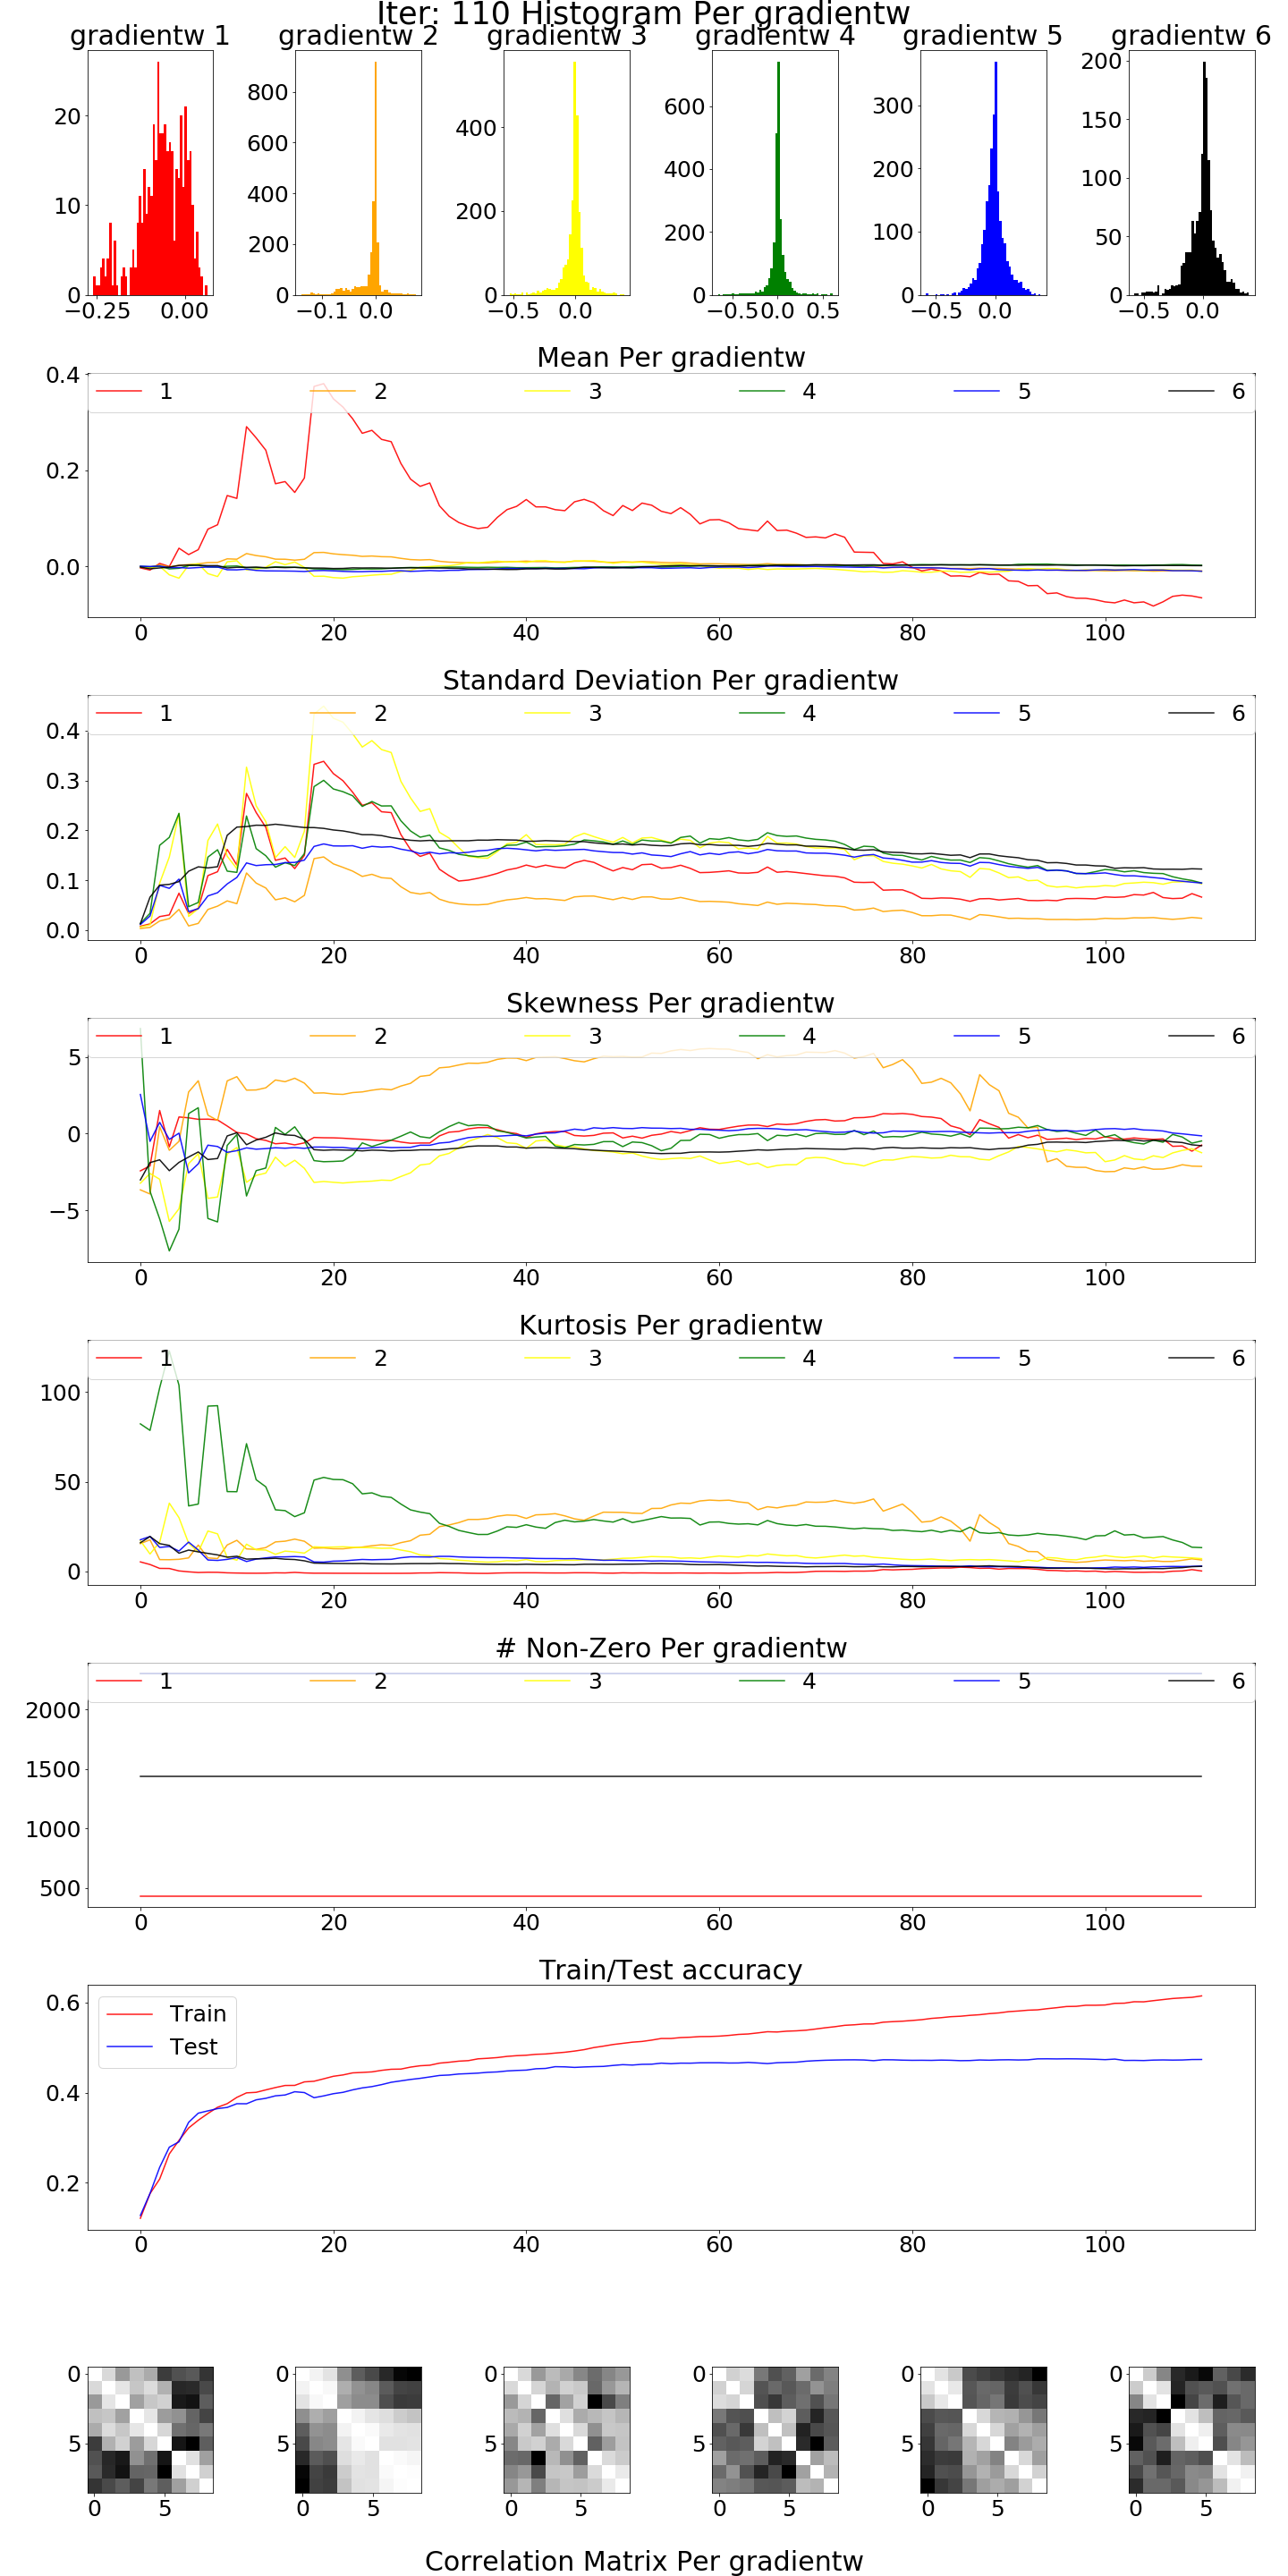 Iter: 110 Histogram Per gradientw
gradientw 1 gradientw 2 gradientw 3 gradientw 4 gradientw 5 gradientw 6
20
10
0
−0.25 0.00
800
600
400
200
0
−0.1 0.0
400
200
0
−0.5 0.0
600
400
200
0
−0.5 0.0 0.5
300
200
100
0
−0.5 0.0
200
150
100
50
0
−0.5 0.0
Mean Per gradientw
1 2 3 4 5 6
0.4
0.2
0.0
0 20 40 60 80 100
Standard Deviation Per gradientw
1 2 3 4 5 6
0.4
0.3
0.2
0.1
0.0
0 20 40 60 80 100
Skewness Per gradientw
1 2 3 4 5 6
5
0
−5
0 20 40 60 80 100
Kurtosis Per gradientw
1 2 3 4 5 6
100
50
0
0 20 40 60 80 100
# Non-Zero Per gradientw
1 2 3 4 5 6
2000
1500
1000
500
0 20 40 60 80 100
Train/Test accuracy
Train
Test
0.6
0.4
0.2
0 20 40 60 80 100
0
5
0 5
0
5
0 5
0
5
0 5
0
5
0 5
0
5
0 5
0
5
0 5
Correlation Matrix Per gradientw